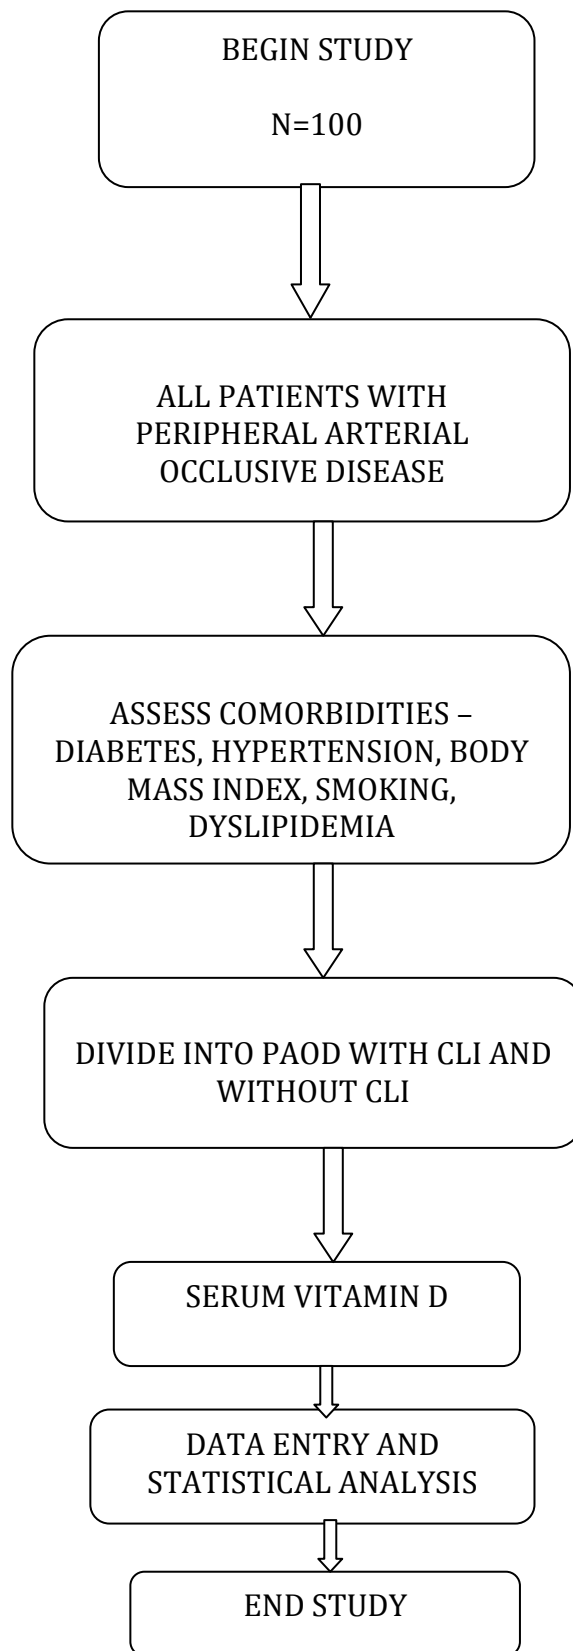 BEGIN STUDY
N=100
ALL PATIENTS WITH
PERIPHERAL ARTERIAL
OCCLUSIVE DISEASE
ASSESS COMORBIDITIES –
DIABETES, HYPERTENSION, BODY
MASS INDEX, SMOKING,
DYSLIPIDEMIA
DIVIDE INTO PAOD WITH CLI AND
WITHOUT CLI
SERUM VITAMIN D
DATA ENTRY AND
STATISTICAL ANALYSIS
END STUDY